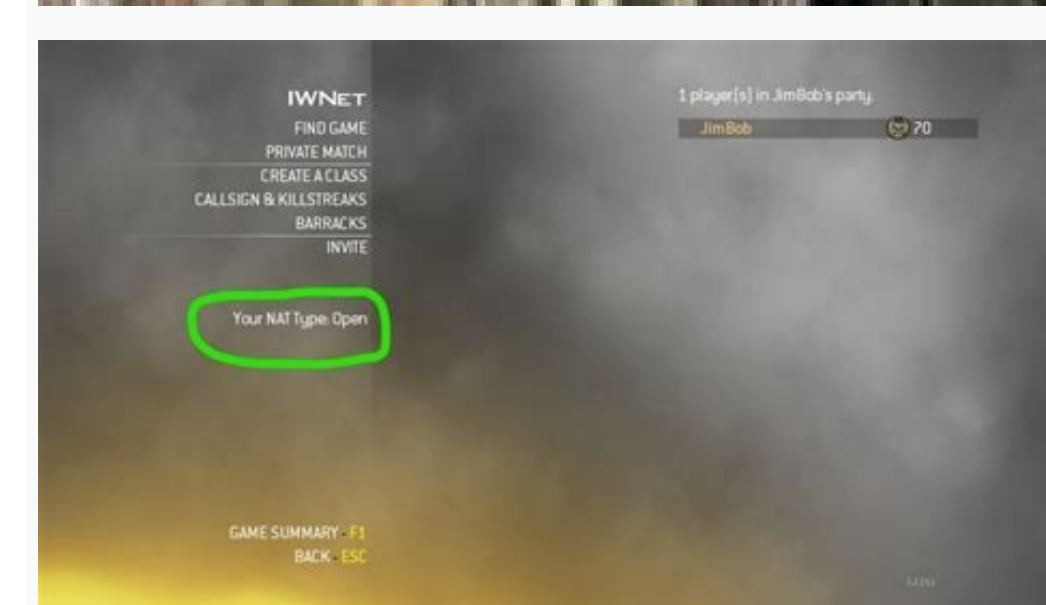 IWNET
FIND GAME
PRIVATE MATCH
CREATE A CLASS
CALLSIGN & KILLSTREAKS
BARRACKS
INVITE
Your NAT Type: Open
GAME SUMMARY - F1
BACK - ESC
1 player(s) in JimBob's party.
JimBob 70